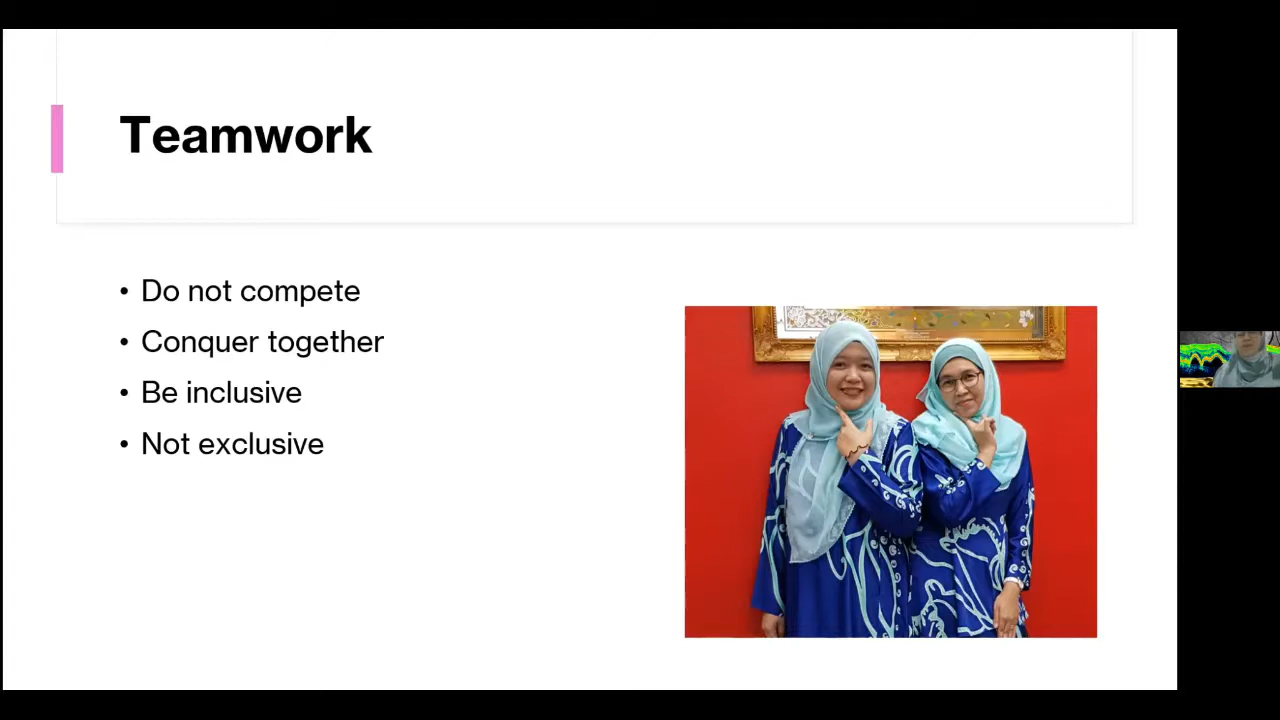 Teamwork
• Do not compete
• Conquer together
• Be inclusive
• Not exclusive